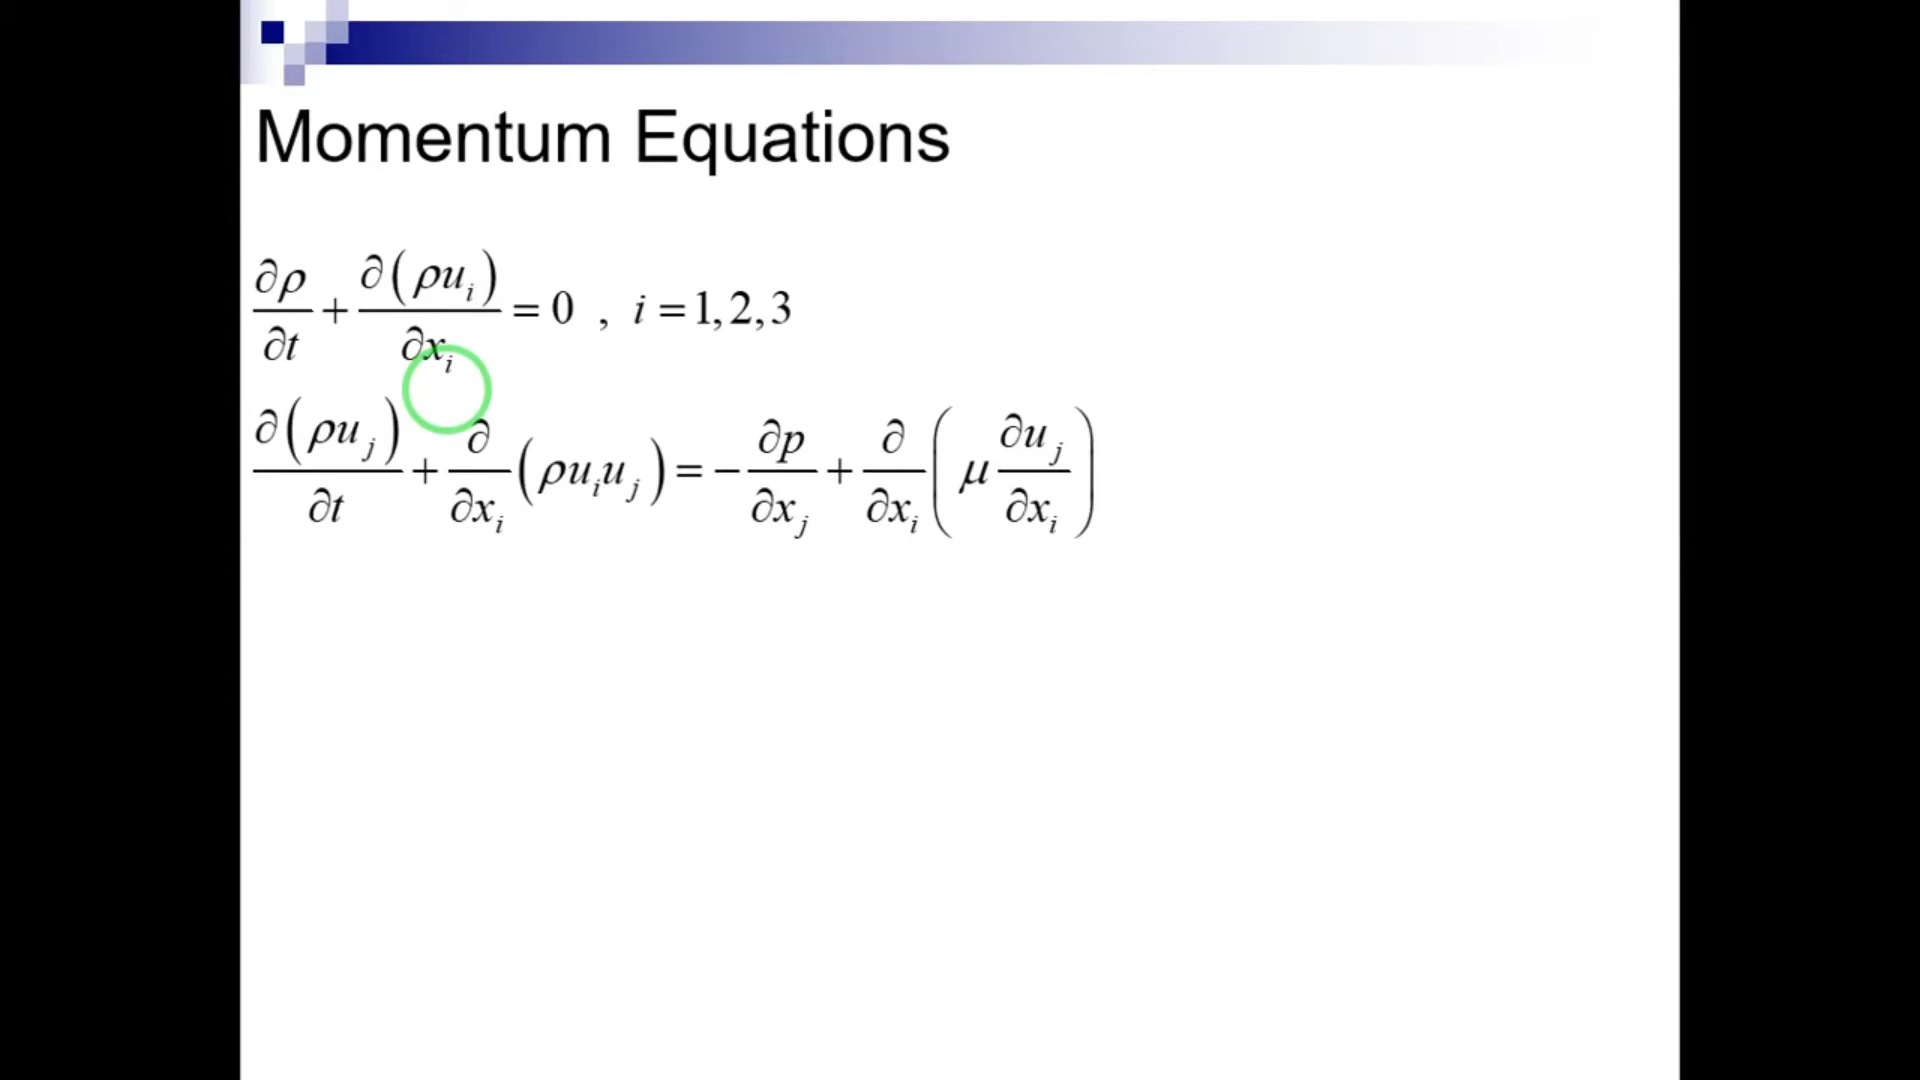 Momentum Equations
∂ρ/∂t + ∂(ρu_i)/∂x_i = 0 , i = 1,2,3
∂(ρu_j)/∂t + ∂/∂x_i (ρu_i u_j) = −∂p/∂x_j + ∂/∂x_i (μ ∂u_j/∂x_i)